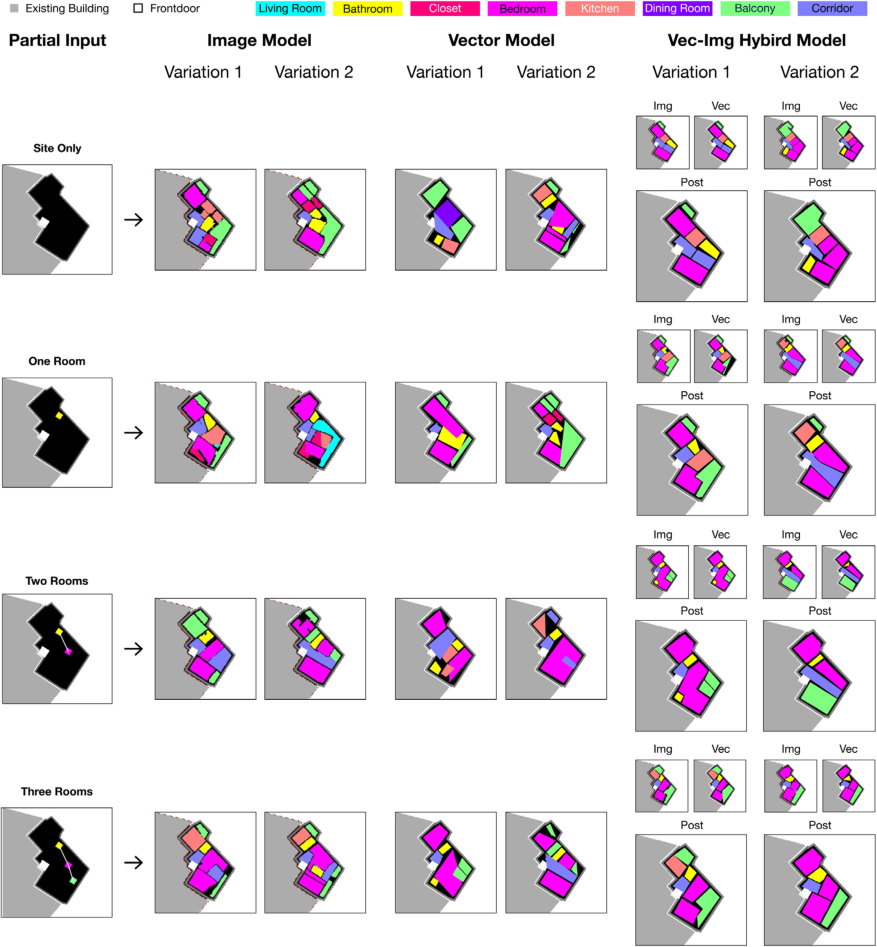 Existing Building Frontdoor Living Room Bathroom Closet Bedroom Kitchen Dining Room Balcony Corridor
Partial Input Image Model Vector Model Vec-Img Hybird Model
Variation 1 Variation 2 Variation 1 Variation 2 Variation 1 Variation 2
Img Vec Img Vec
Site Only
Post Post
Img Vec Img Vec
One Room
Post Post
Img Vec Img Vec
Two Rooms
Post Post
Img Vec Img Vec
Three Rooms
Post Post